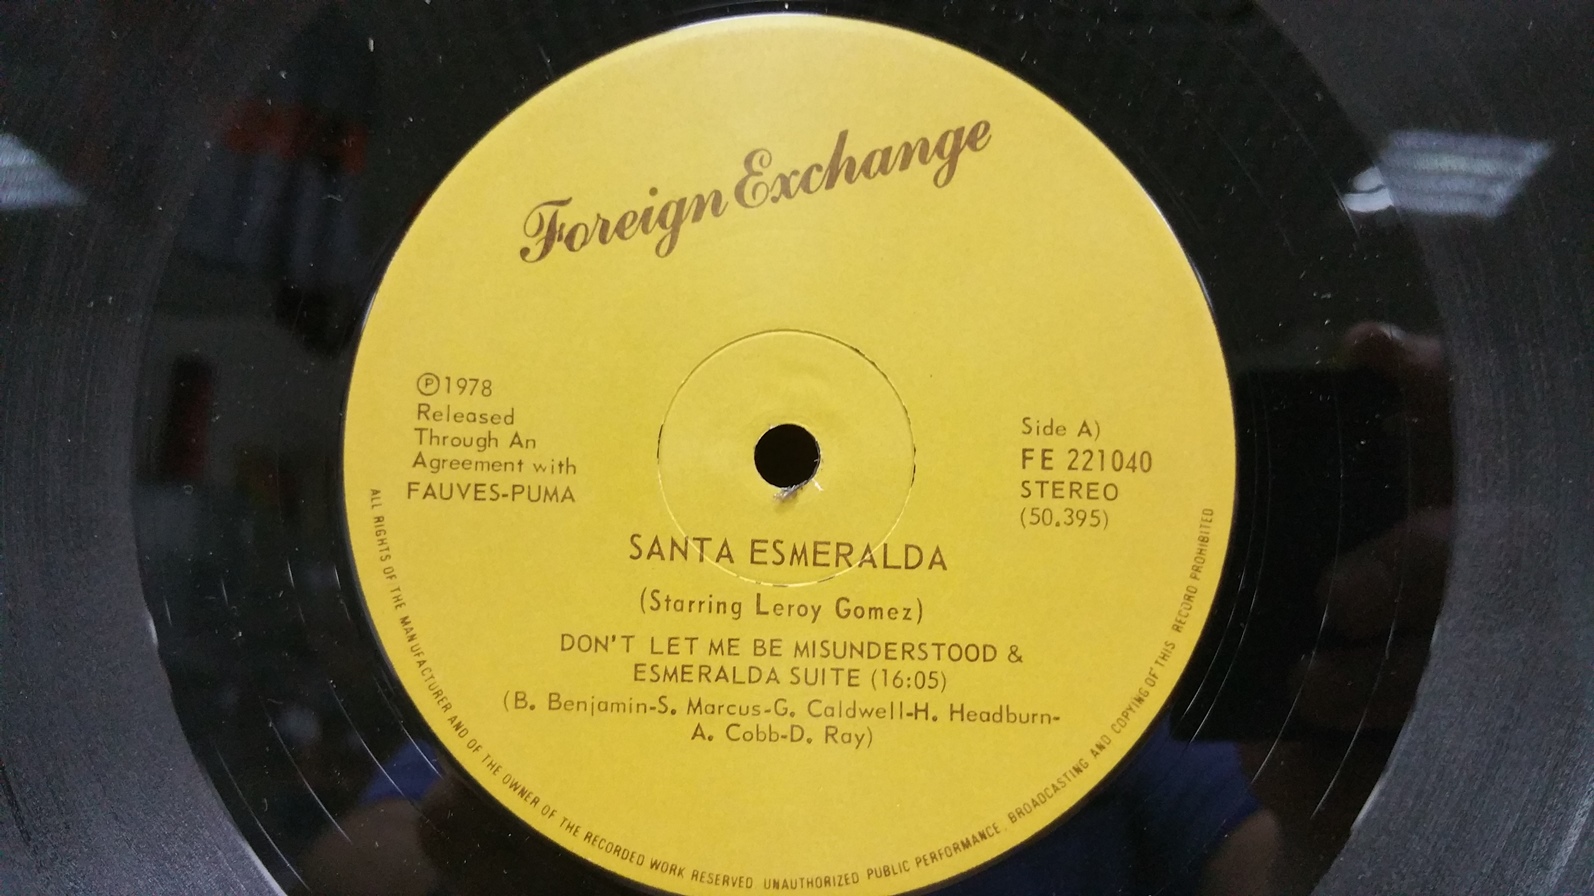 Foreign Exchange
Ⓟ1978
Released
Through An
Agreement with
FAUVES-PUMA
Side A)
FE 221040
STEREO
(50.395)
SANTA ESMERALDA
(Starring Leroy Gomez)
DON'T LET ME BE MISUNDERSTOOD &
ESMERALDA SUITE (16:05)
(B. Benjamin-S. Marcus-G. Caldwell-H. Headburn-
A. Cobb-D. Ray)
ALL RIGHTS OF THE MANUFACTURER AND OF THE OWNER OF THE RECORDED WORK RESERVED UNAUTHORIZED PUBLIC PERFORMANCE, BROADCASTING AND COPYING OF THIS RECORD PROHIBITED